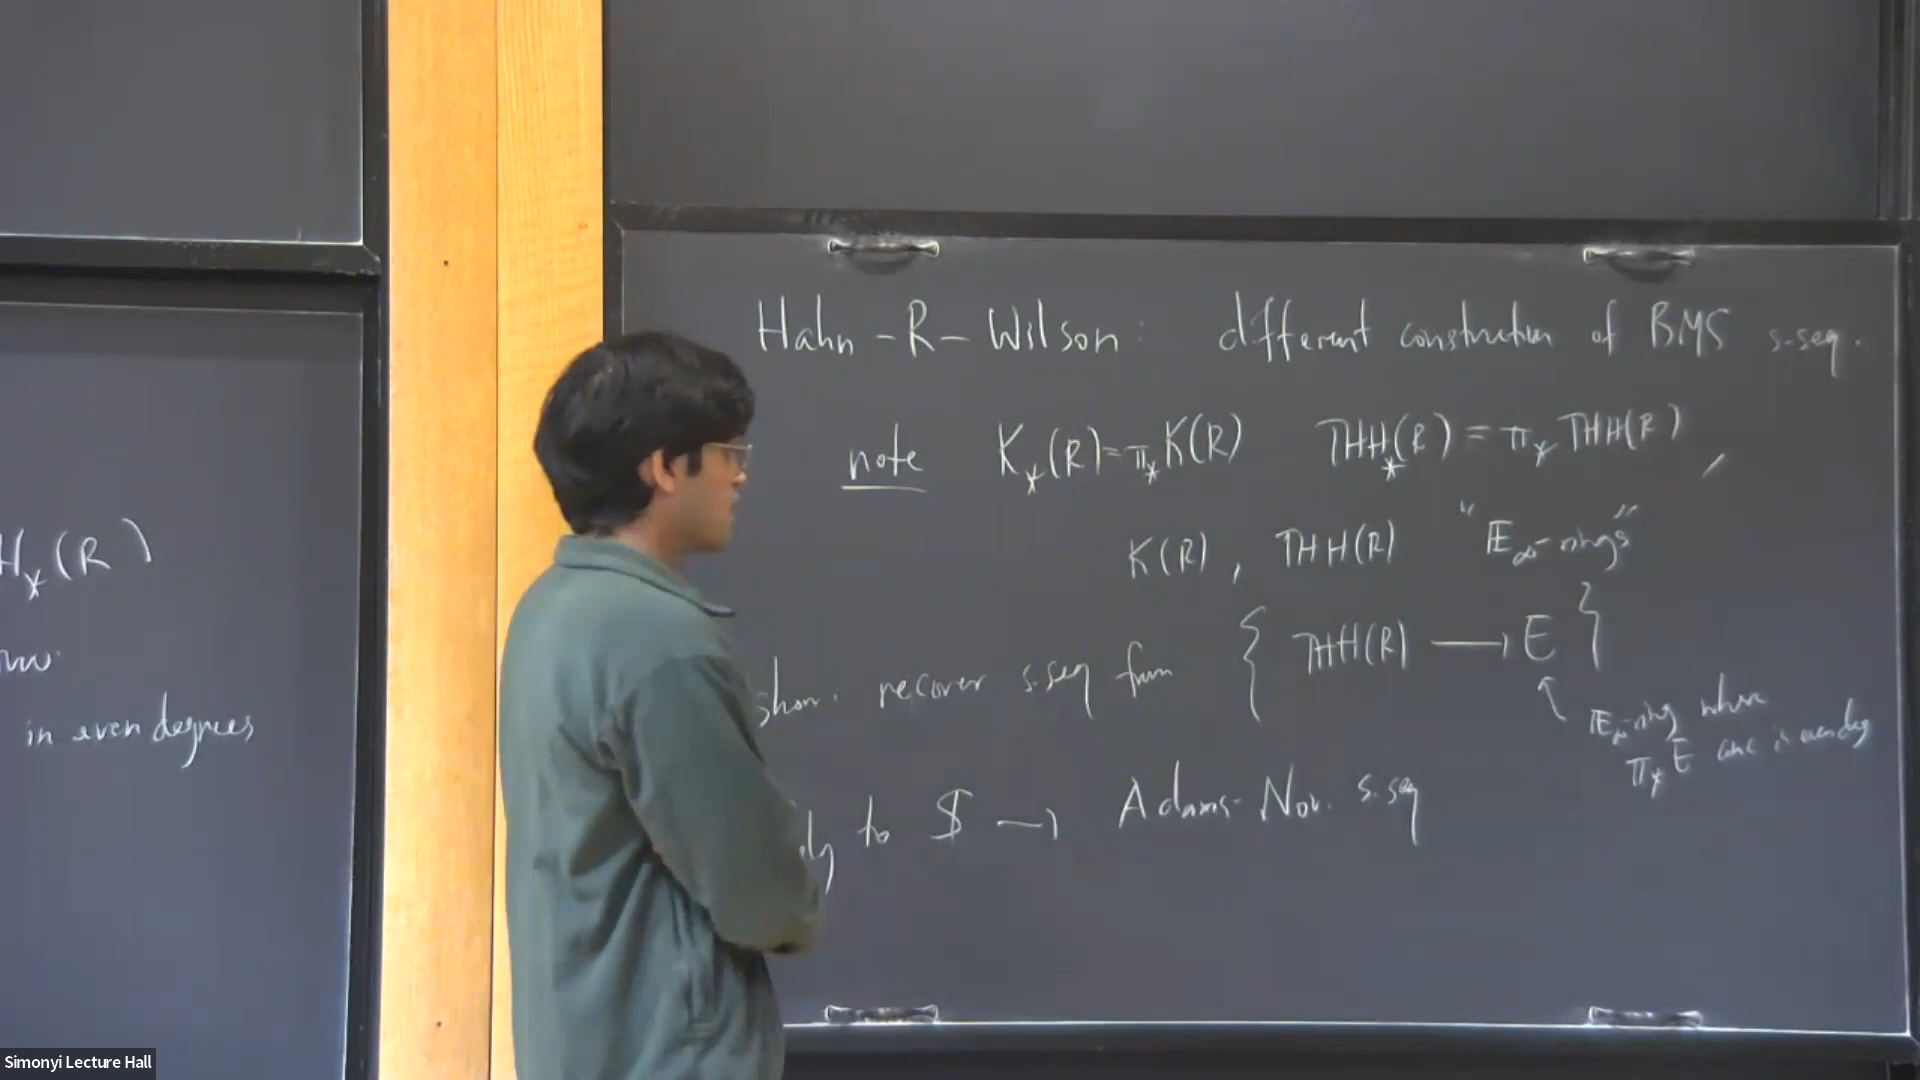 H_*(R)
in even degrees
Hahn - R - Wilson: different construction of BMS s.seq.
note K_*(R) = π_* K(R) THH_*(R) = π_* THH(R) ,
K(R) , THH(R) "𝔼_∞-rings"
show. recover s.seq from { THH(R) ⟶ E }
↑ 𝔼_∞-ring where
π_* E conc in even deg
to 𝕊 ⟶ Adams-Nov. s.seq
Simonyi Lecture Hall